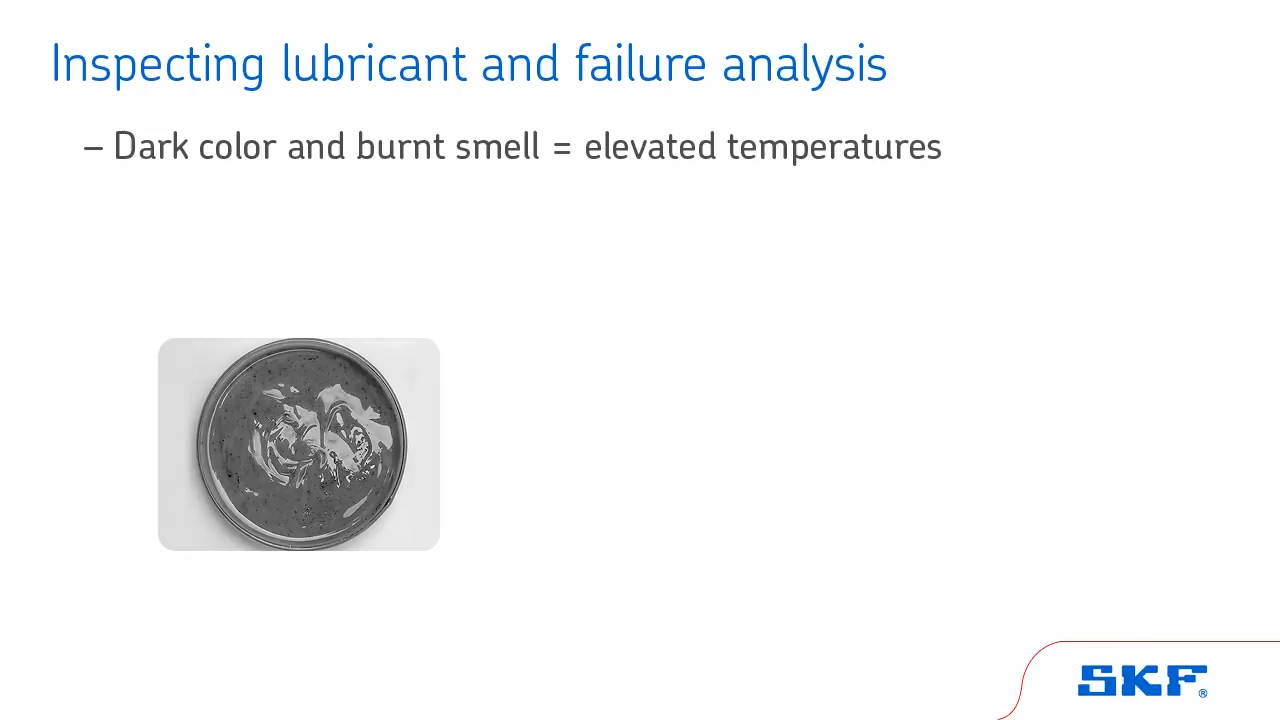 Inspecting lubricant and failure analysis
– Dark color and burnt smell = elevated temperatures
SKF®